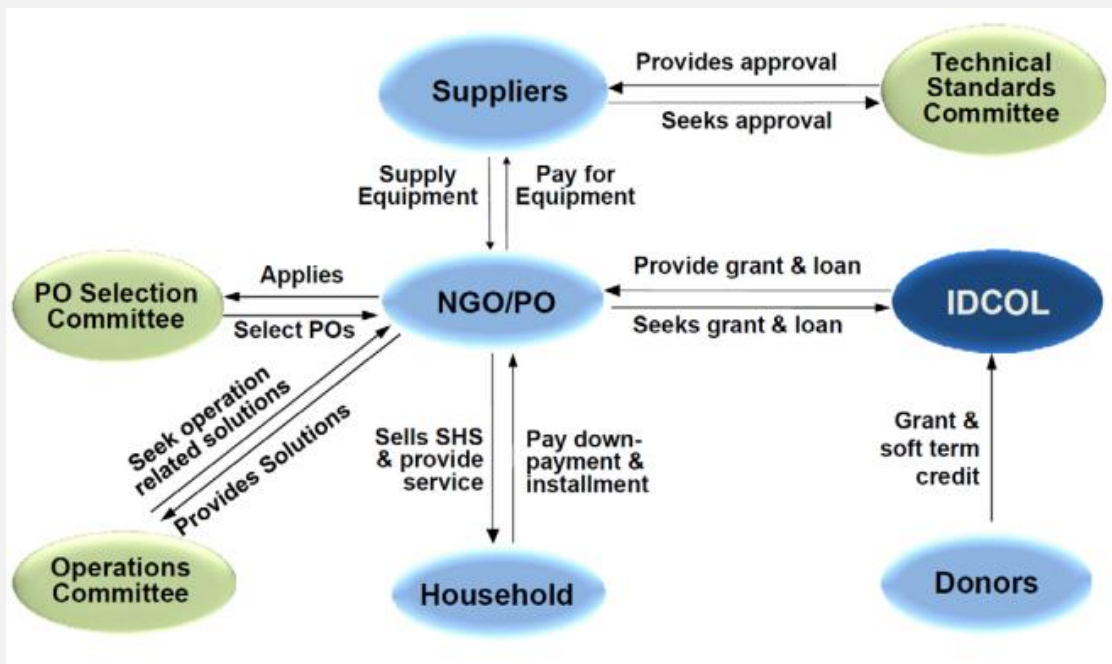 Suppliers
Provides approval
Seeks approval
Technical
Standards
Committee
Supply
Equipment
Pay for
Equipment
PO Selection
Committee
Applies
Select POs
NGO/PO
Provide grant & loan
Seeks grant & loan
IDCOL
Seek operation
related solutions
Provides Solutions
Sells SHS
& provide
service
Pay down-
payment &
installment
Grant &
soft term
credit
Operations
Committee
Household
Donors